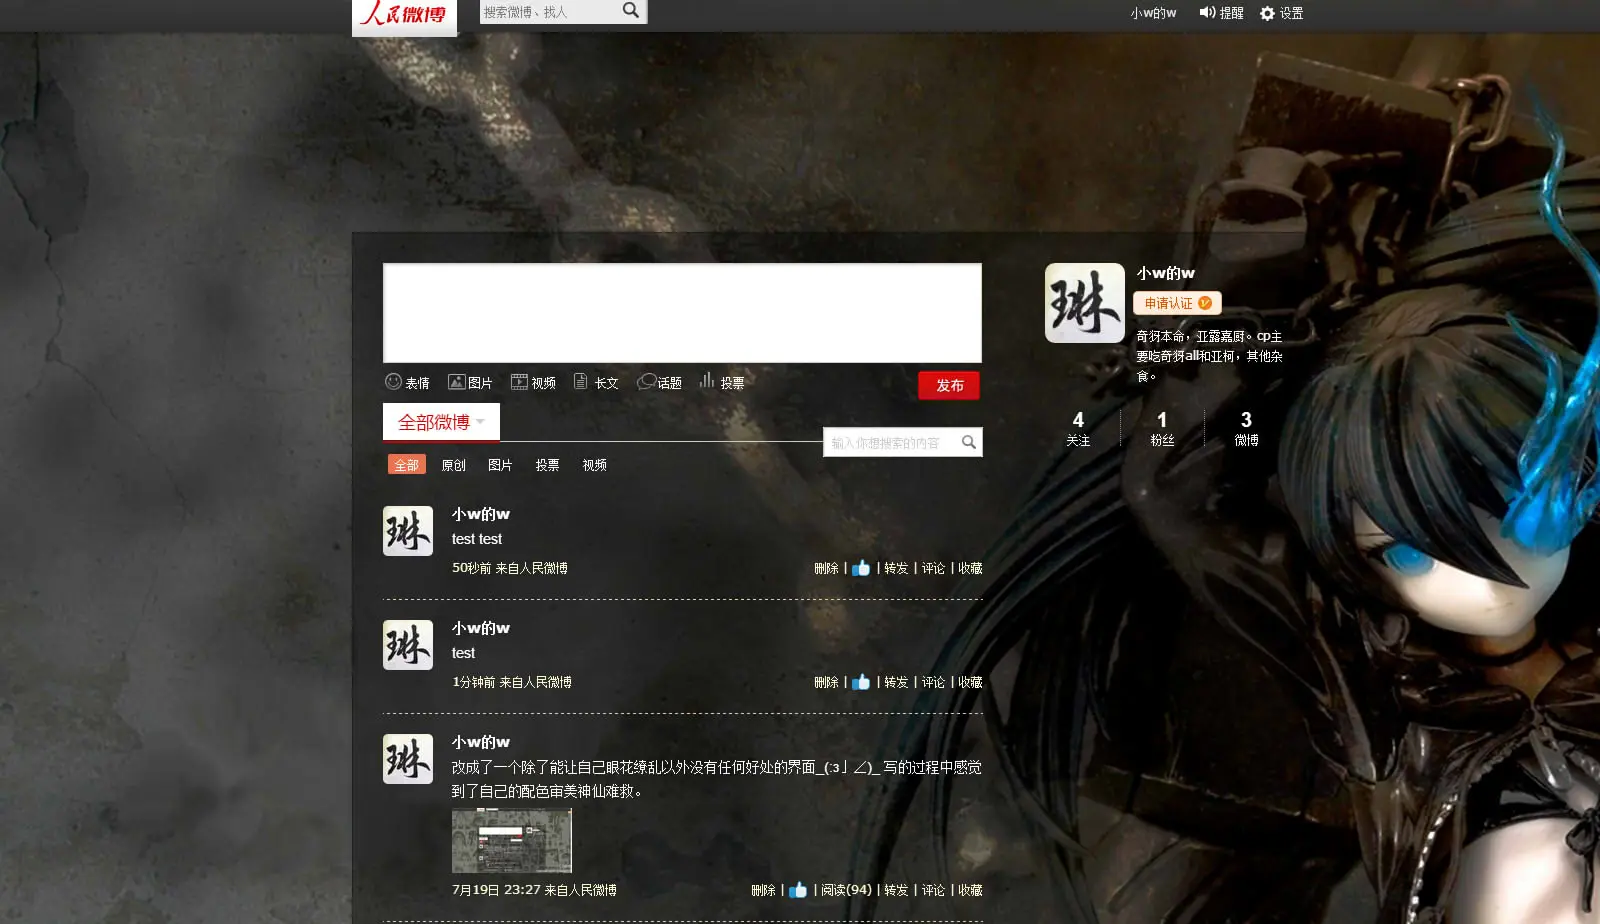 人民微博
搜索微博、找人
小w的w 提醒 设置
表情 图片 视频 长文 话题 投票
发布
全部微博
输入你想搜索的内容
全部 原创 图片 投票 视频
小w的w
test test
50秒前 来自人民微博
删除 | | 转发 | 评论 | 收藏
小w的w
test
1分钟前 来自人民微博
删除 | | 转发 | 评论 | 收藏
小w的w
改成了一个除了能让自己眼花缭乱以外没有任何好处的界面_(:з」∠)_ 写的过程中感觉
到了自己的配色审美神仙难救。
7月19日 23:27 来自人民微博
删除 | | 阅读(94) | 转发 | 评论 | 收藏
琳
小w的w
申请认证
奇犽本命，亚露嘉厨。cp主
要吃奇犽all和亚柯，其他杂
食。
4 1 3
关注 粉丝 微博
琳
琳
琳